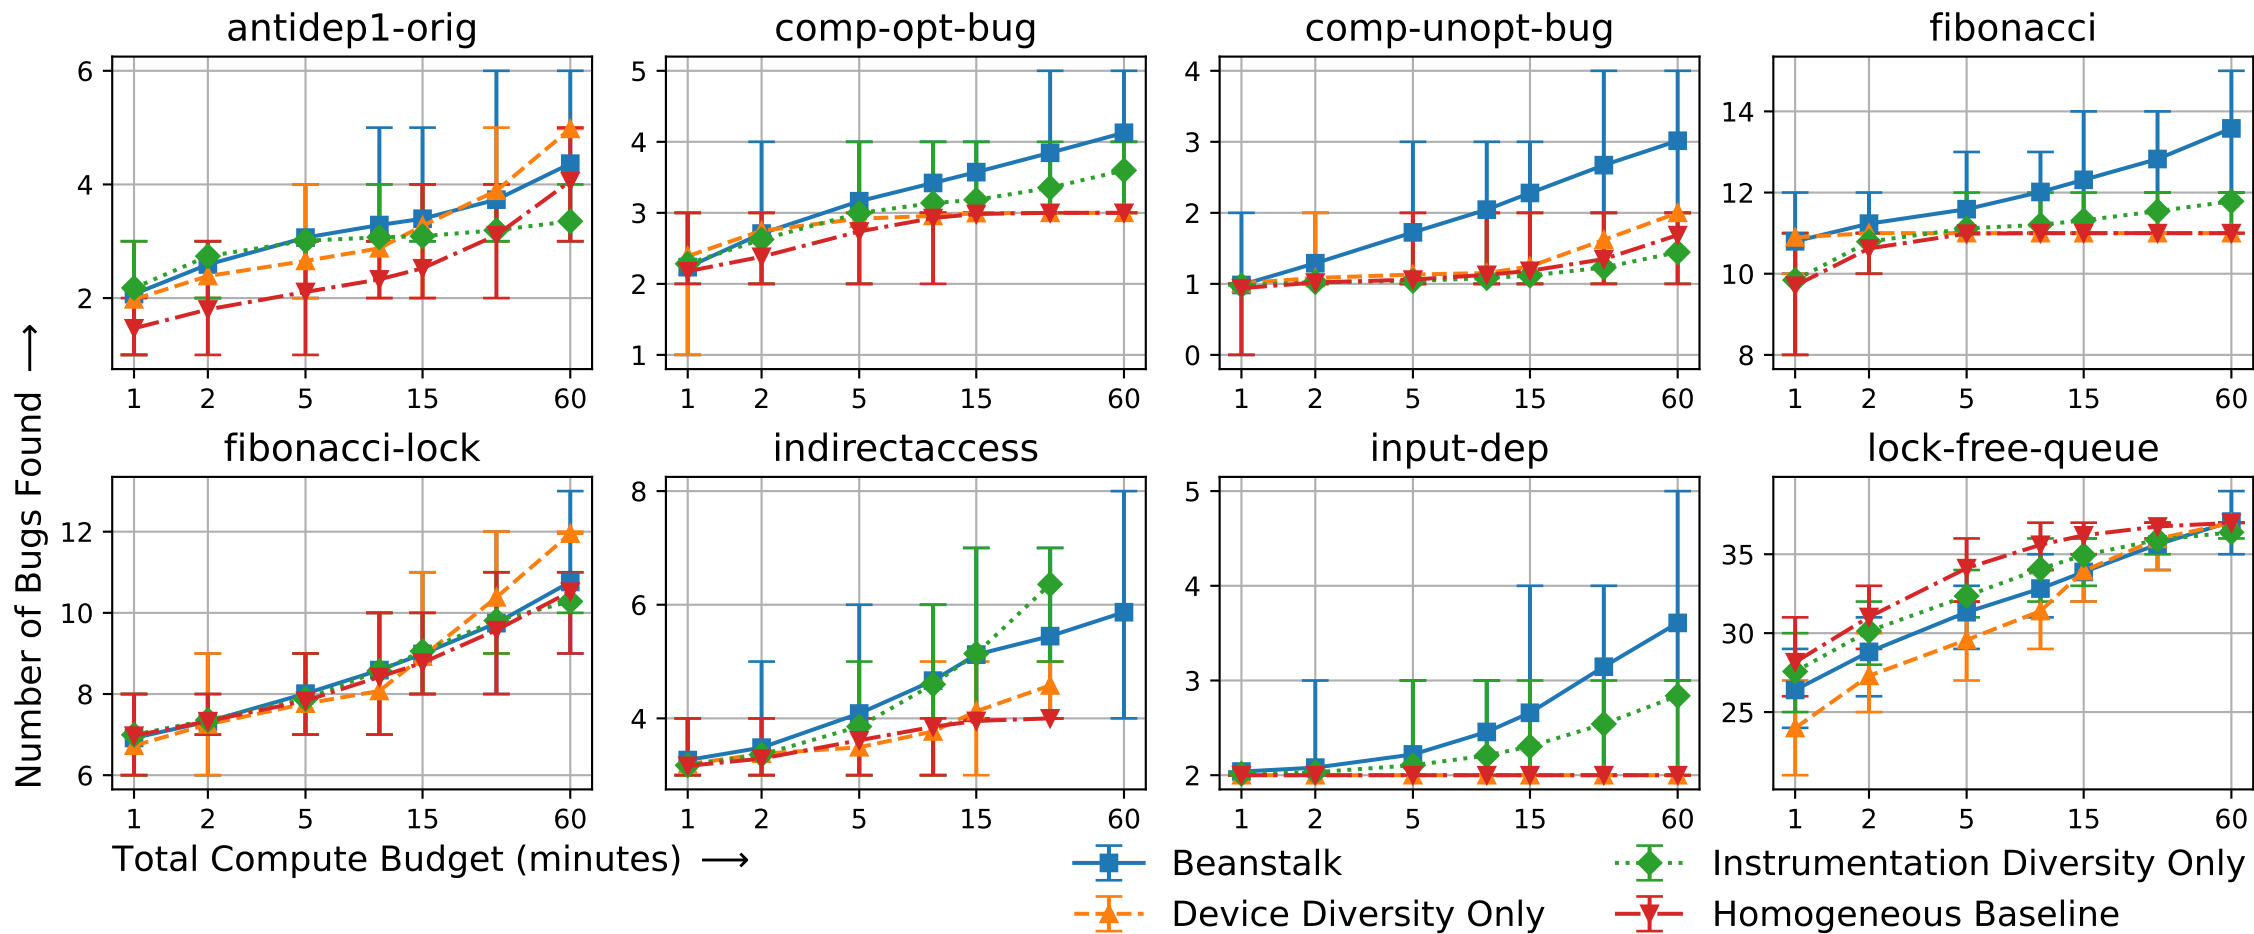 antidep1-orig
6
4
2
1 2 5 15 60
comp-opt-bug
5
4
3
2
1
1 2 5 15 60
comp-unopt-bug
4
3
2
1
0
1 2 5 15 60
fibonacci
14
12
10
8
1 2 5 15 60
fibonacci-lock
12
10
8
6
1 2 5 15 60
indirectaccess
8
6
4
1 2 5 15 60
input-dep
5
4
3
2
1 2 5 15 60
lock-free-queue
35
30
25
1 2 5 15 60
Number of Bugs Found ⟶
Total Compute Budget (minutes) ⟶
Beanstalk
Device Diversity Only
Instrumentation Diversity Only
Homogeneous Baseline